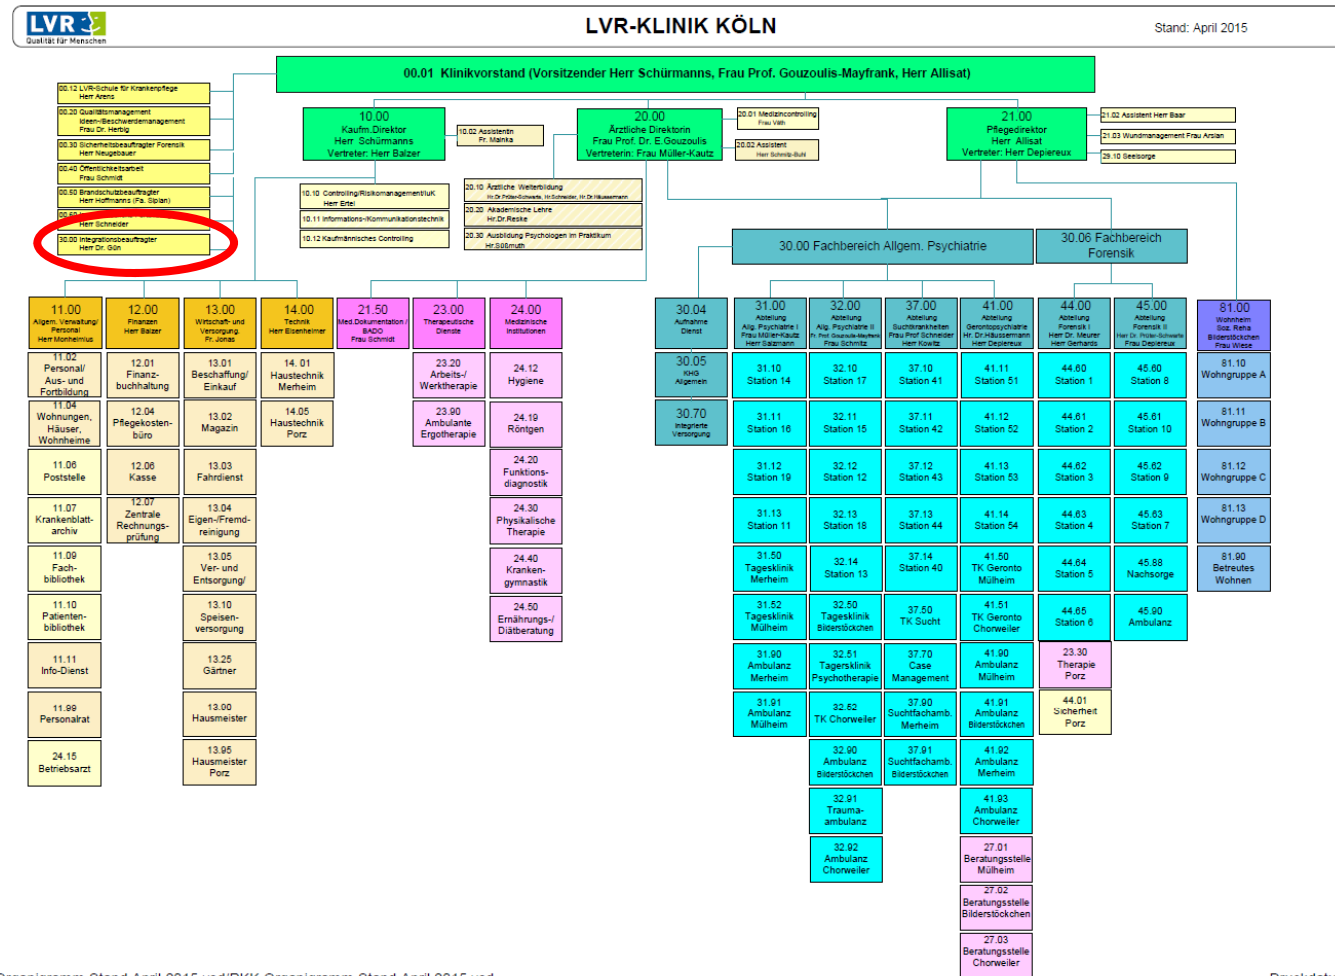 LVR
Qualität für Menschen
LVR-KLINIK KÖLN
Stand: April 2015
00.01 Klinikvorstand (Vorsitzender Herr Schürmanns, Frau Prof. Gouzoulis-Mayfrank, Herr Allisat)
00.12 LVR-Schule für Krankenpflege
Herr Arens
00.20 Qualitätsmanagement
Ideen-/Beschwerdemanagement
Frau Dr. Herbig
00.30 Sicherheitsbeauftragter Forensik
Herr Neugebauer
00.40 Öffentlichkeitsarbeit
Frau Schmidt
00.50 Brandschutzbeauftragter
Herr Hoffmanns (Fa. Siplan)
00.60
Herr Schneider
30.00 Integrationsbeauftragter
Herr Dr. Gün
10.00
Kaufm.Direktor
Herr Schürmanns
Vertreter: Herr Balzer
10.02 Assistentin
Fr. Mainka
20.00
Ärztliche Direktorin
Frau Prof. Dr. E.Gouzoulis
Vertreterin: Frau Müller-Kautz
20.01 Medizincontrolling
Frau Väth
20.02 Assistent
Herr Schmitz-Buhl
21.00
Pflegedirektor
Herr Allisat
Vertreter: Herr Depiereux
21.02 Assistent Herr Baar
21.03 Wundmanagement Frau Arslan
29.10 Seelsorge
10.10 Controlling/Risikomanagement/IuK
Herr Ertel
10.11 Informations-/Kommunikationstechnik
10.12 Kaufmännisches Controlling
20.10 Ärztliche Weiterbildung
Hr.Dr.Prüter-Schwarte, Hr.Schneider, Hr.Dr.Häussermann
20.20 Akademische Lehre
Hr.Dr.Reske
20.30 Ausbildung Psychologen im Praktikum
Hr.Süßmuth
30.00 Fachbereich Allgem. Psychiatrie
30.06 Fachbereich
Forensik
11.00
Allgem. Verwaltung/
Personal
Herr Monheimius
11.02
Personal/
Aus- und
Fortbildung
11.04
Wohnungen,
Häuser,
Wohnheime
11.06
Poststelle
11.07
Krankenblatt-
archiv
11.09
Fach-
bibliothek
11.10
Patienten-
bibliothek
11.11
Info-Dienst
11.99
Personalrat
24.15
Betriebsarzt
12.00
Finanzen
Herr Balzer
12.01
Finanz-
buchhaltung
12.04
Pflegekosten-
büro
12.06
Kasse
12.07
Zentrale
Rechnungs-
prüfung
13.00
Wirtschaft- und
Versorgung.
Fr. Jonas
13.01
Beschaffung/
Einkauf
13.02
Magazin
13.03
Fahrdienst
13.04
Eigen-/Fremd-
reinigung
13.05
Ver- und
Entsorgung/
13.10
Speisen-
versorgung
13.25
Gärtner
13.90
Hausmeister
13.95
Hausmeister
Porz
14.00
Technik
Herr Eisenheimer
14. 01
Haustechnik
Merheim
14.05
Haustechnik
Porz
21.50
Med.Dokumentation /
BADO
Frau Schmidt
23.00
Therapeutische
Dienste
23.20
Arbeits-/
Werktherapie
23.90
Ambulante
Ergotherapie
24.00
Medizinische
Institutionen
24.12
Hygiene
24.19
Röntgen
24.20
Funktions-
diagnostik
24.30
Physikalische
Therapie
24.40
Kranken-
gymnastik
24.50
Ernährungs-/
Diätberatung
30.04
Aufnahme
Dienst
30.05
KHG
Allgemein
30.70
Integrierte
Versorgung
31.00
Abteilung
Allg. Psychiatrie I
Frau Müller-Kautz
Herr Salzmann
31.10
Station 14
31.11
Station 16
31.12
Station 19
31.13
Station 11
31.50
Tagesklinik
Merheim
31.52
Tagesklinik
Mülheim
31.90
Ambulanz
Merheim
31.91
Ambulanz
Mülheim
32.00
Abteilung
Allg. Psychiatrie II
Fr. Prof. Gouzoulis-Mayfrank
Frau Schmitz
32.10
Station 17
32.11
Station 15
32.12
Station 12
32.13
Station 18
32.14
Station 13
32.50
Tagesklinik
Bilderstöckchen
32.51
Tagersklinik
Psychotherapie
32.52
TK Chorweiler
32.90
Ambulanz
Bilderstöckchen
32.91
Trauma-
ambulanz
32.92
Ambulanz
Chorweiler
37.00
Abteilung
Suchtkrankheiten
Frau Prof Schneider
Herr Kowitz
37.10
Station 41
37.11
Station 42
37.12
Station 43
37.13
Station 44
37.14
Station 40
37.50
TK Sucht
37.70
Case
Management
37.90
Suchtfachamb.
Merheim
37.91
Suchtfachamb.
Bilderstöckchen
41.00
Abteilung
Gerontopsychiatrie
Hr. Dr.Häussermann
Herr Depiereux
41.11
Station 51
41.12
Station 52
41.13
Station 53
41.14
Station 54
41.50
TK Geronto
Mülheim
41.51
TK Geronto
Chorweiler
41.90
Ambulanz
Mülheim
41.91
Ambulanz
Bilderstöckchen
41.92
Ambulanz
Merheim
41.93
Ambulanz
Chorweiler
27.01
Beratungsstelle
Mülheim
27.02
Beratungsstelle
Bilderstöckchen
27.03
Beratungsstelle
Chorweiler
44.00
Abteilung
Forensik I
Herr Dr. Meurer
Herr Gerhards
44.60
Station 1
44.61
Station 2
44.62
Station 3
44.63
Station 4
44.64
Station 5
44.65
Station 6
23.30
Therapie
Porz
44.01
Sicherheit
Porz
45.00
Abteilung
Forensik II
Herr Dr. Prüter-Schwarte
Frau Depiereux
45.60
Station 8
45.61
Station 10
45.62
Station 9
45.63
Station 7
45.88
Nachsorge
45.90
Ambulanz
81.00
Wohnheim
Soz. Reha
Bilderstöckchen
Frau Wiese
81.10
Wohngruppe A
81.11
Wohngruppe B
81.12
Wohngruppe C
81.13
Wohngruppe D
81.90
Betreutes
Wohnen